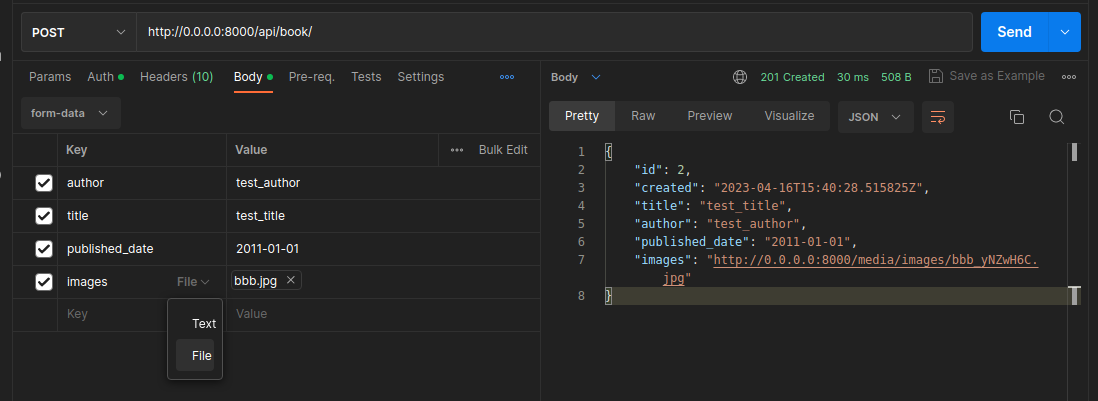 POST http://0.0.0.0:8000/api/book/ Send
Params Auth Headers (10) Body Pre-req. Tests Settings
form-data
Key Value Bulk Edit
author test_author
title test_title
published_date 2011-01-01
images File bbb.jpg
Key Value
Text
File
Body 201 Created 30 ms 508 B Save as Example
Pretty Raw Preview Visualize JSON
1 {
2 "id": 2,
3 "created": "2023-04-16T15:40:28.515825Z",
4 "title": "test_title",
5 "author": "test_author",
6 "published_date": "2011-01-01",
7 "images": "http://0.0.0.0:8000/media/images/bbb_yNZwH6C.
jpg"
8 }